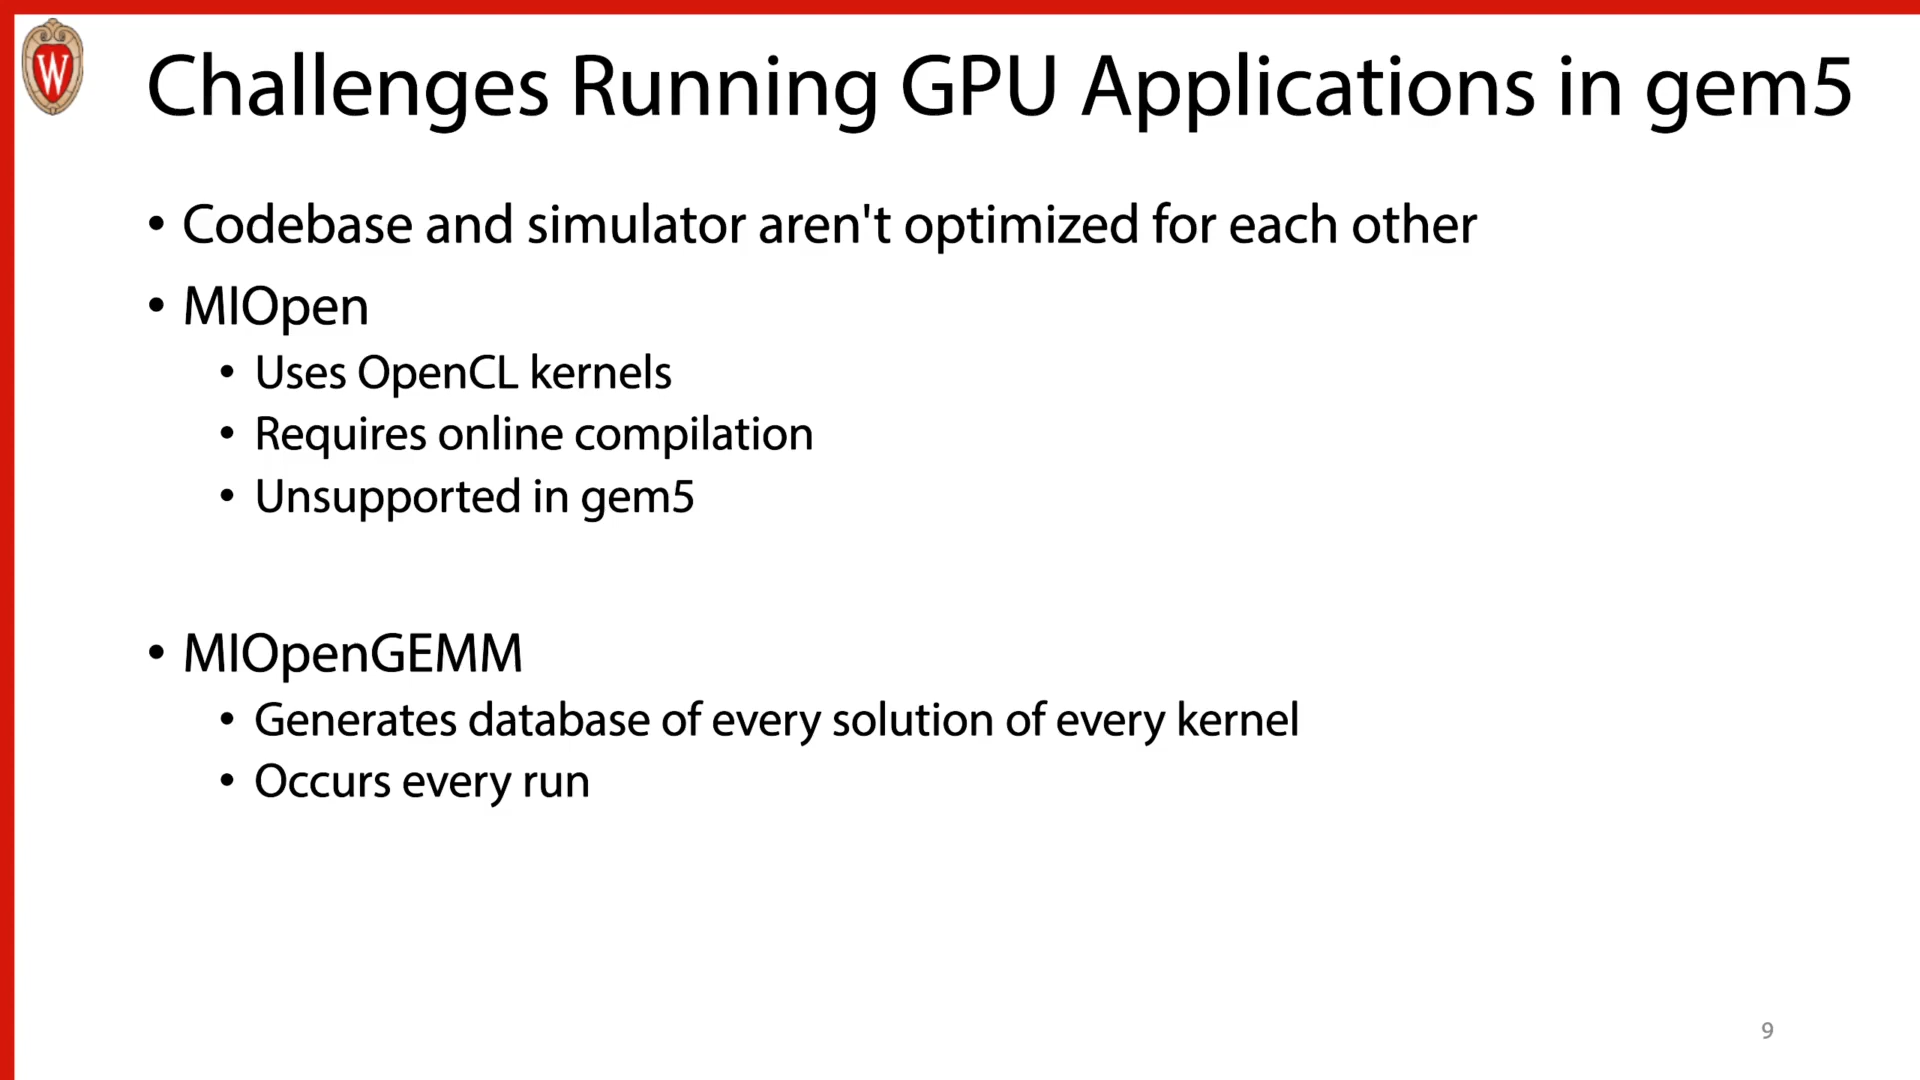 W
Challenges Running GPU Applications in gem5
• Codebase and simulator aren't optimized for each other
• MIOpen
• Uses OpenCL kernels
• Requires online compilation
• Unsupported in gem5
• MIOpenGEMM
• Generates database of every solution of every kernel
• Occurs every run
9